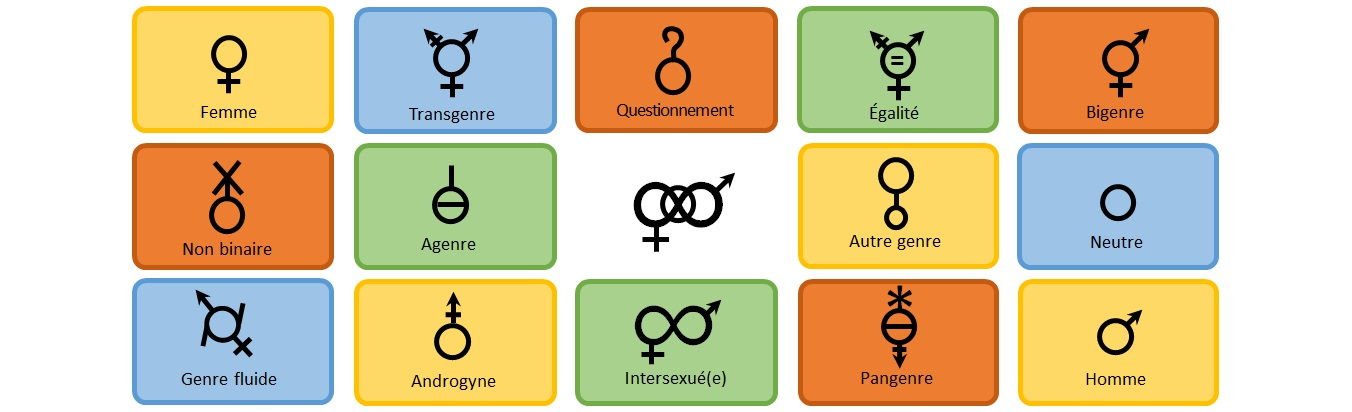 Femme
Transgenre
Questionnement
Égalité
Bigenre
Non binaire
Agenre
Autre genre
Neutre
Genre fluide
Androgyne
Intersexué(e)
Pangenre
Homme